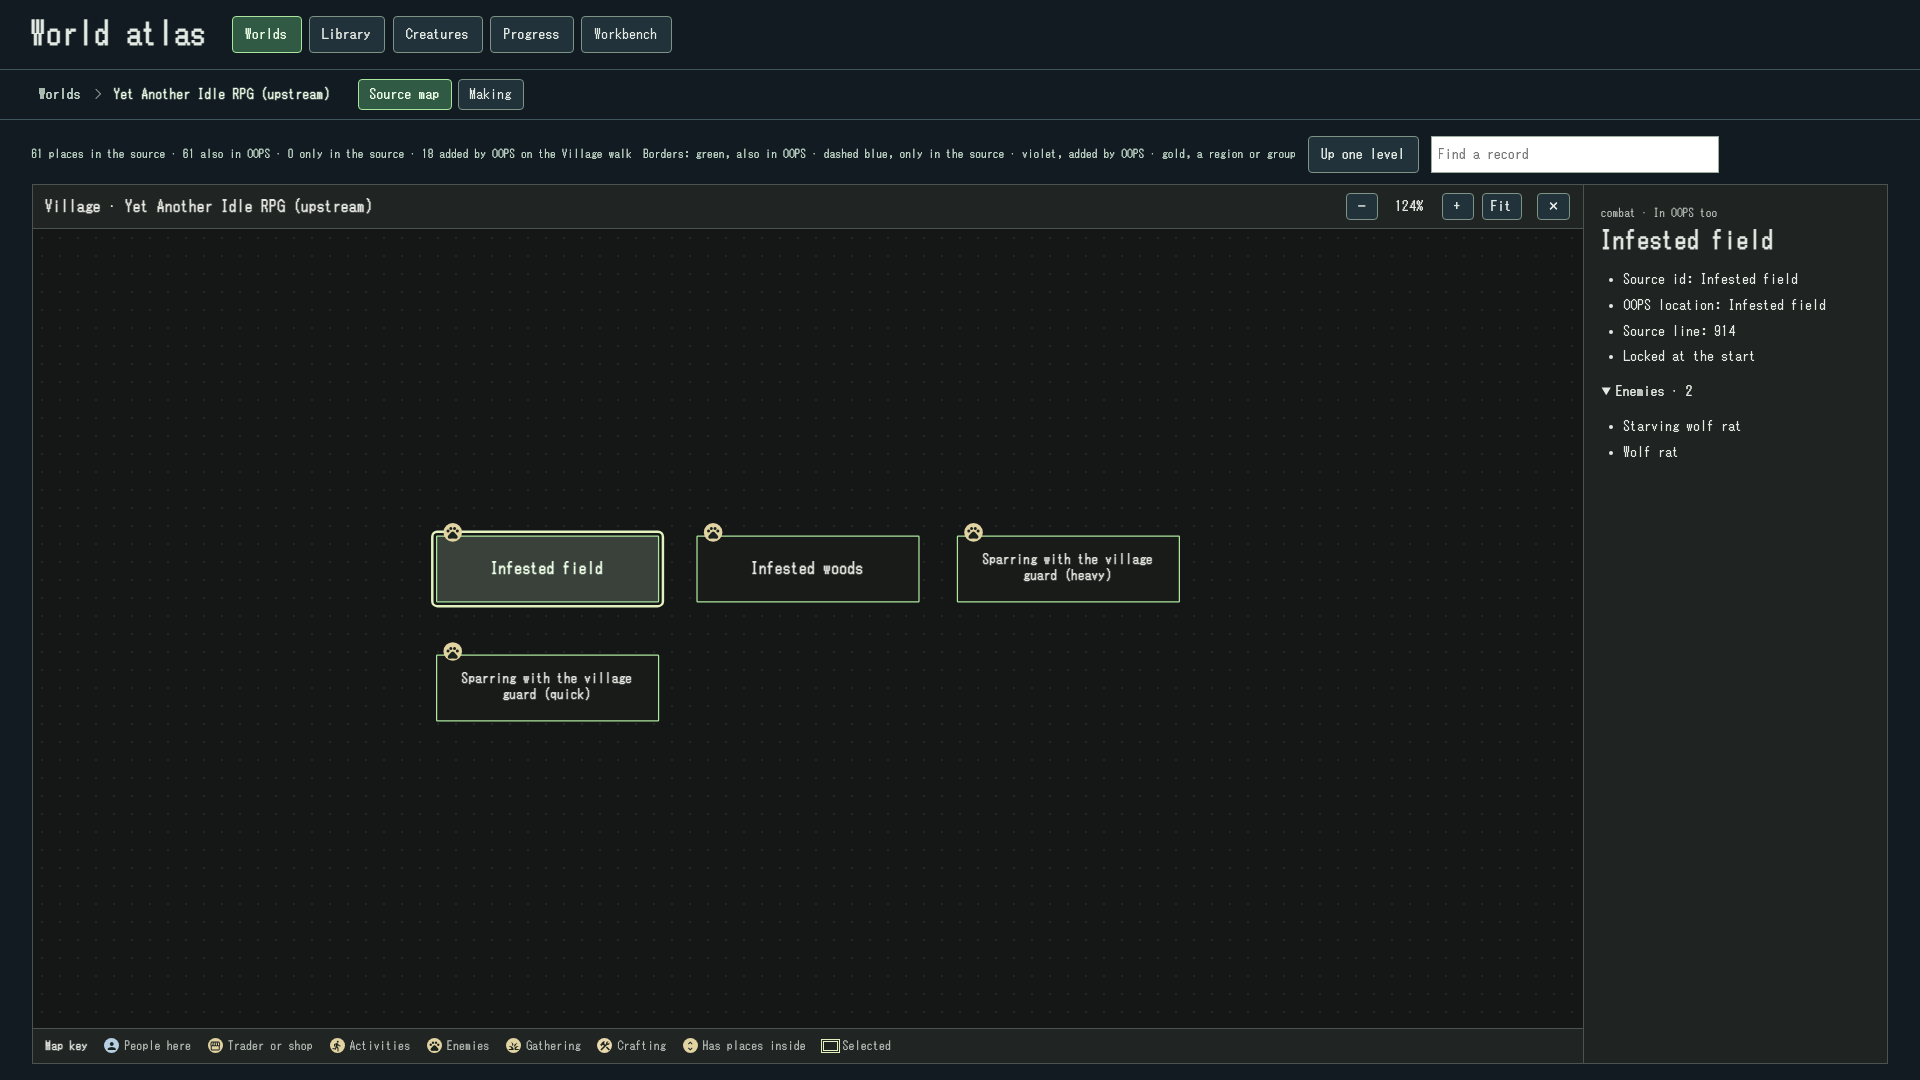 World atlas
Worlds
Library
Creatures
Progress
Workbench
Worlds
Yet Another Idle RPG (upstream)
Source map
Making
61 places in the source · 61 also in OOPS · 0 only in the source · 18 added by OOPS on the Village walk
Borders: green, also in OOPS · dashed blue, only in the source · violet, added by OOPS · gold, a region or group
Up one level
Find a record
Village · Yet Another Idle RPG (upstream)
−
124%
+
Fit
×
combat · In OOPS too
Infested field
• Source id: Infested field
• OOPS location: Infested field
• Source line: 914
• Locked at the start
▼ Enemies · 2
• Starving wolf rat
• Wolf rat
Infested field
Infested woods
Sparring with the village
guard (heavy)
Sparring with the village
guard (quick)
Map key
People here
Trader or shop
Activities
Enemies
Gathering
Crafting
Has places inside
Selected